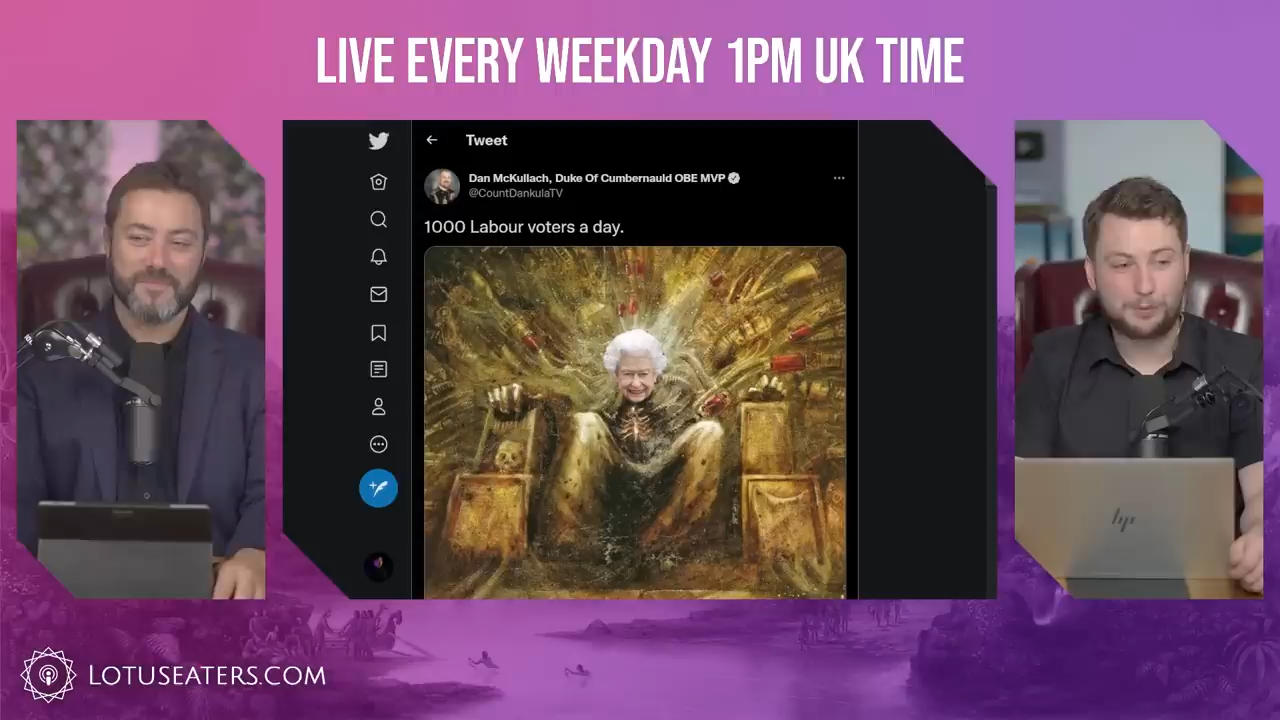 LIVE EVERY WEEKDAY 1PM UK TIME
Tweet
Dan McKullach, Duke Of Cumbernauld OBE MVP
@CountDankulaTV
1000 Labour voters a day.
hp
LOTUSEATERS.COM